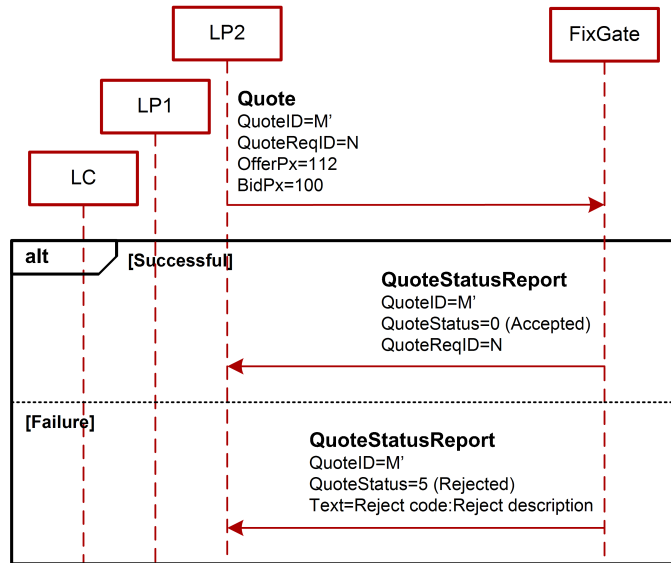 LP2
FixGate
LP1
LC
Quote
QuoteID=M’
QuoteReqID=N
OfferPx=112
BidPx=100
alt
[Successful]
QuoteStatusReport
QuoteID=M’
QuoteStatus=0 (Accepted)
QuoteReqID=N
[Failure]
QuoteStatusReport
QuoteID=M’
QuoteStatus=5 (Rejected)
Text=Reject code:Reject description